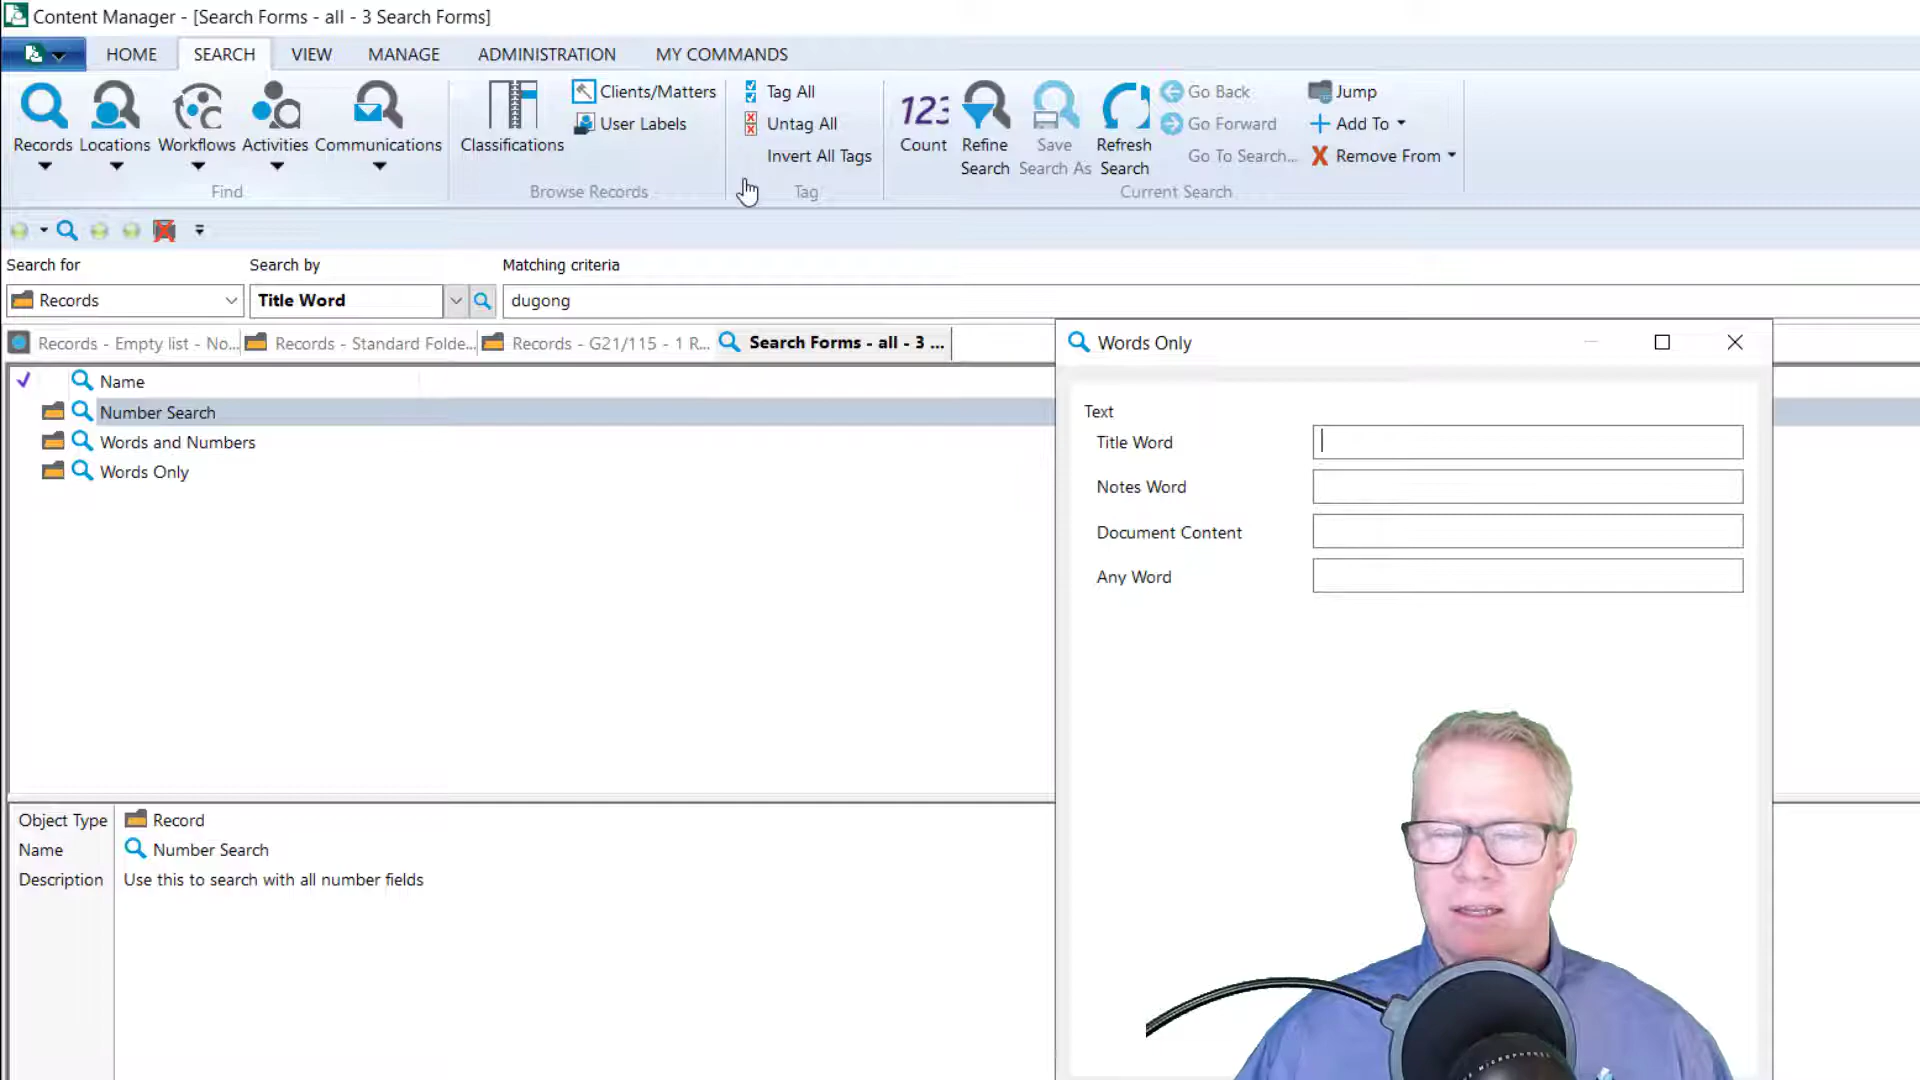 Content Manager - [Search Forms - all - 3 Search Forms]
HOME SEARCH VIEW MANAGE ADMINISTRATION MY COMMANDS
Records Locations Workflows Activities Communications
Find
Classifications
Clients/Matters
User Labels
Browse Records
Tag All
Untag All
Invert All Tags
Tag
123
Count
Refine
Search
Save
Search As
Refresh
Search
Go Back
Go Forward
Go To Search...
Jump
Add To
Remove From
Current Search
Search for Search by Matching criteria
Records Title Word dugong
Records - Empty list - No... Records - Standard Folde... Records - G21/115 - 1 R... Search Forms - all - 3 ...
Name
Number Search
Words and Numbers
Words Only
Words Only
Text
Title Word
Notes Word
Document Content
Any Word
Object Type Record
Name Number Search
Description Use this to search with all number fields